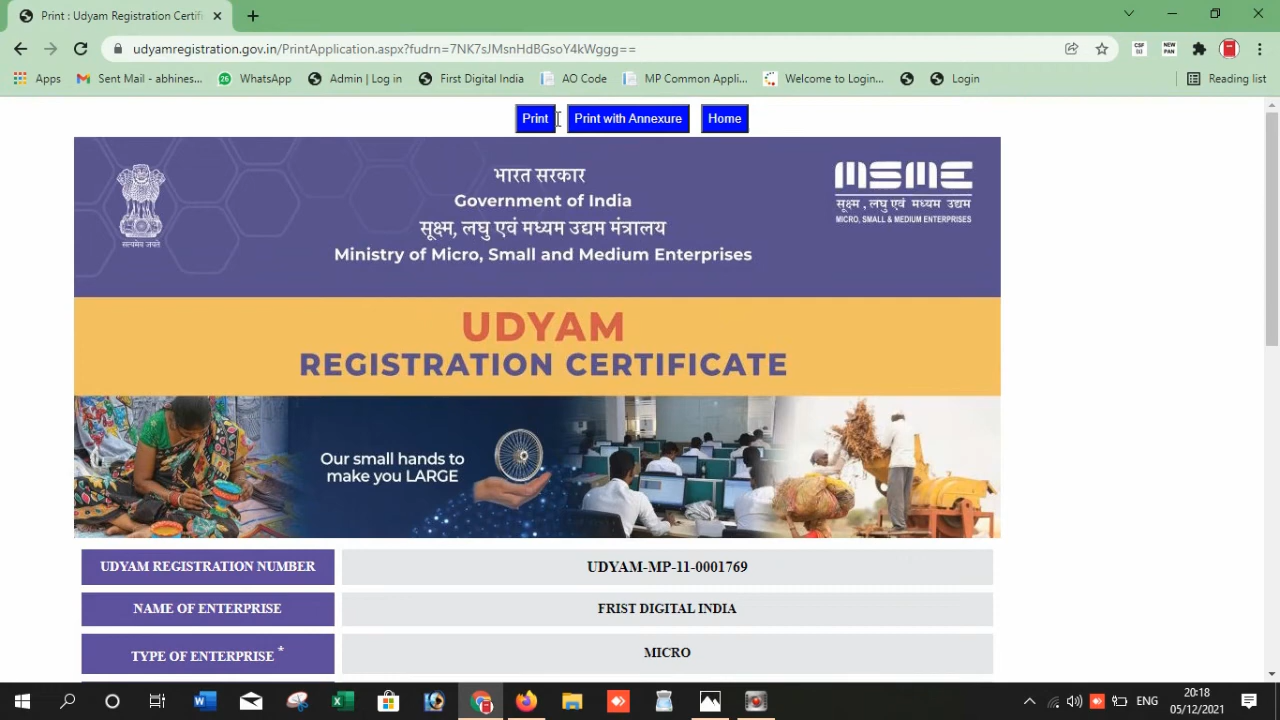 Print : Udyam Registration Certifi
udyamregistration.gov.in/PrintApplication.aspx?fudrn=7NK7sJMsnHdBGsoY4kWggg==
Apps
Sent Mail - abhines...
WhatsApp
Admin | Log in
First Digital India
AO Code
MP Common Appli...
Welcome to Login...
Login
Reading list
Print
Print with Annexure
Home
भारत सरकार
Government of India
सूक्ष्म, लघु एवं मध्यम उद्यम मंत्रालय
Ministry of Micro, Small and Medium Enterprises
सत्यमेव जयते
MSME
सूक्ष्म, लघु एवं मध्यम उद्यम
MICRO, SMALL & MEDIUM ENTERPRISES
UDYAM
REGISTRATION CERTIFICATE
Our small hands to
make you LARGE
UDYAM REGISTRATION NUMBER
UDYAM-MP-11-0001769
NAME OF ENTERPRISE
FRIST DIGITAL INDIA
TYPE OF ENTERPRISE *
MICRO
ENG
20:18
05/12/2021